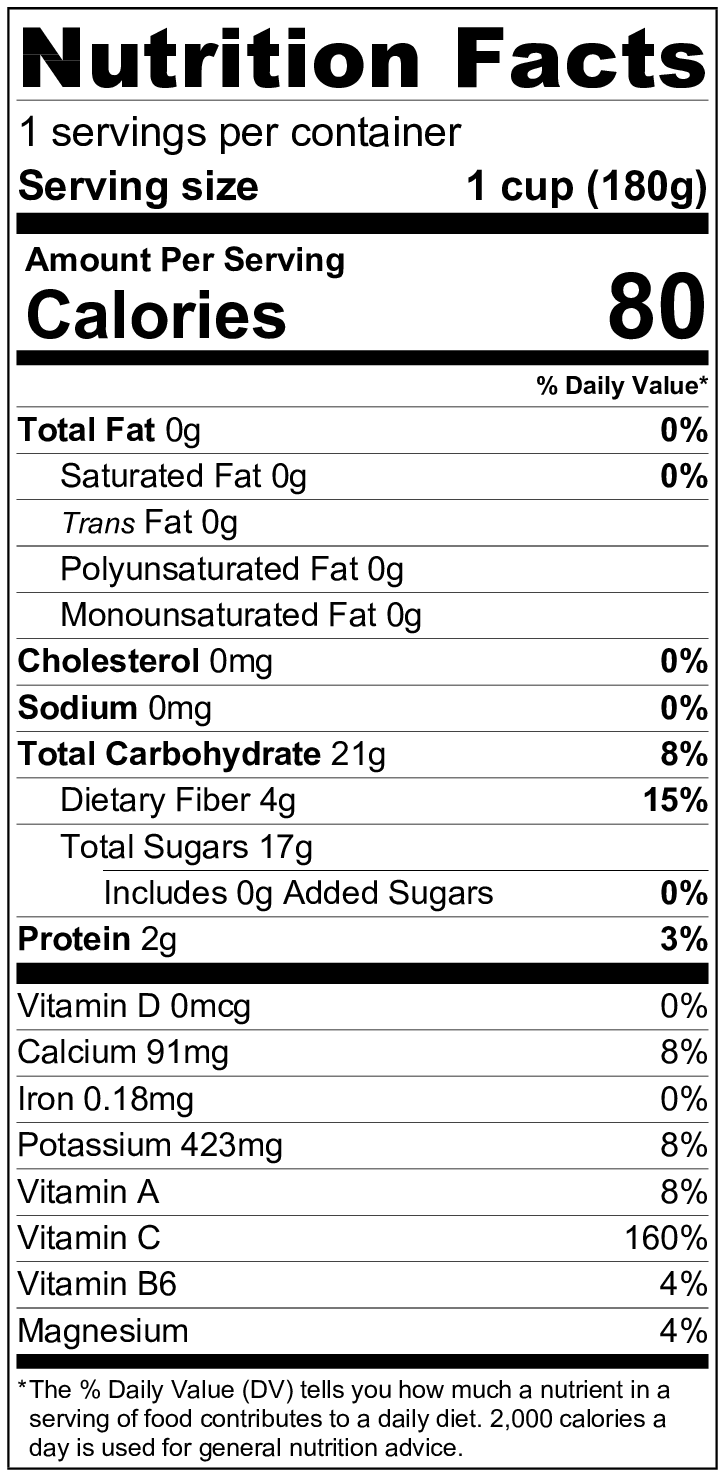 Nutrition Facts
1 servings per container
Serving size 1 cup (180g)
Amount Per Serving
Calories 80
% Daily Value*
Total Fat 0g 0%
Saturated Fat 0g 0%
Trans Fat 0g
Polyunsaturated Fat 0g
Monounsaturated Fat 0g
Cholesterol 0mg 0%
Sodium 0mg 0%
Total Carbohydrate 21g 8%
Dietary Fiber 4g 15%
Total Sugars 17g
Includes 0g Added Sugars 0%
Protein 2g 3%
Vitamin D 0mcg 0%
Calcium 91mg 8%
Iron 0.18mg 0%
Potassium 423mg 8%
Vitamin A 8%
Vitamin C 160%
Vitamin B6 4%
Magnesium 4%
*The % Daily Value (DV) tells you how much a nutrient in a
serving of food contributes to a daily diet. 2,000 calories a
day is used for general nutrition advice.